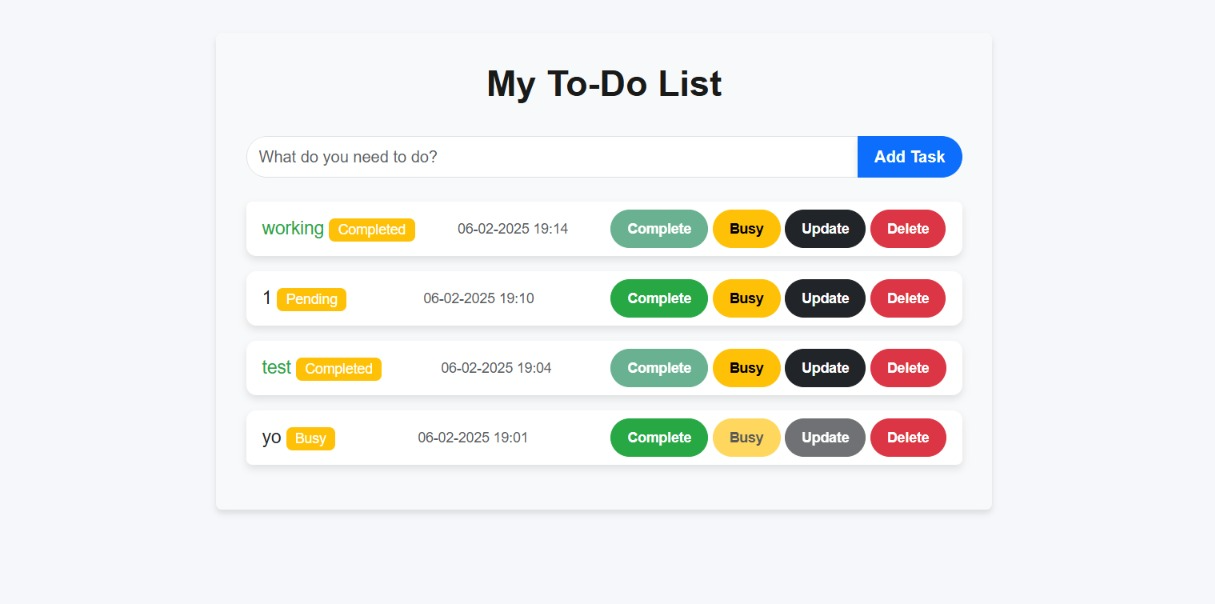 My To-Do List
What do you need to do? Add Task
working Completed 06-02-2025 19:14 Complete Busy Update Delete
1 Pending 06-02-2025 19:10 Complete Busy Update Delete
test Completed 06-02-2025 19:04 Complete Busy Update Delete
yo Busy 06-02-2025 19:01 Complete Busy Update Delete